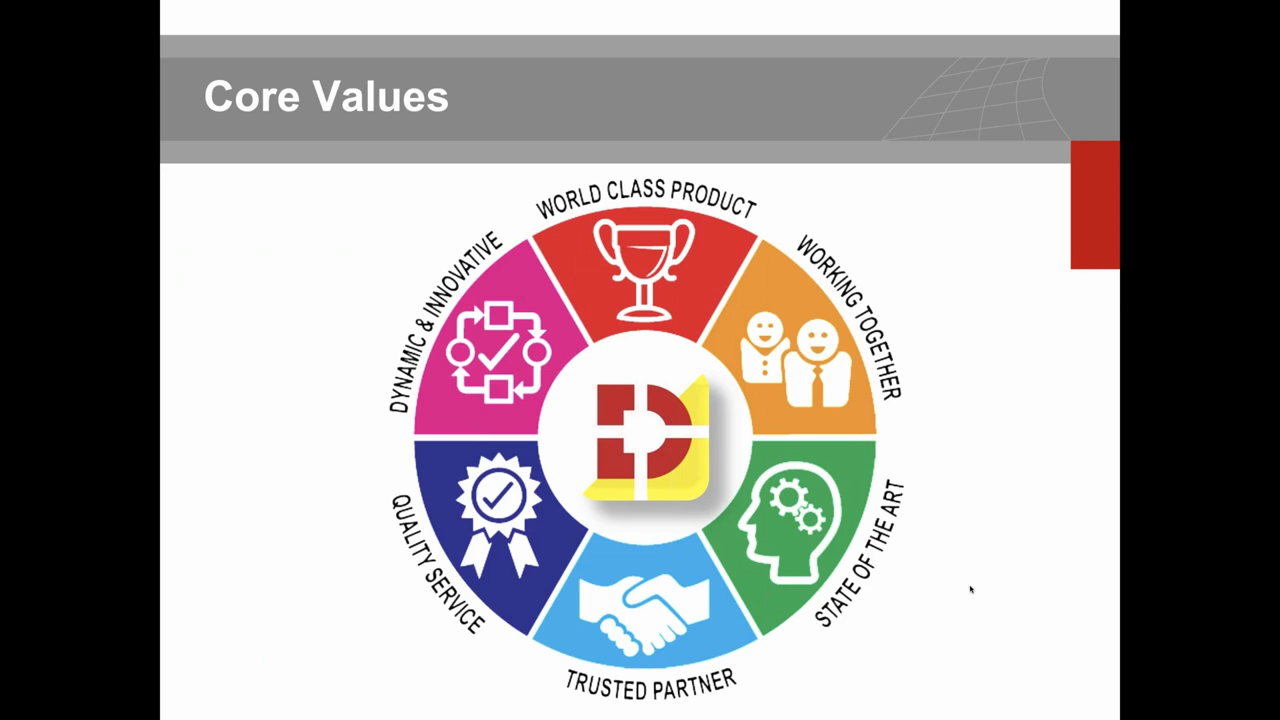 Core Values
WORLD CLASS PRODUCT
WORKING TOGETHER
STATE OF THE ART
TRUSTED PARTNER
QUALITY SERVICE
DYNAMIC & INNOVATIVE
D